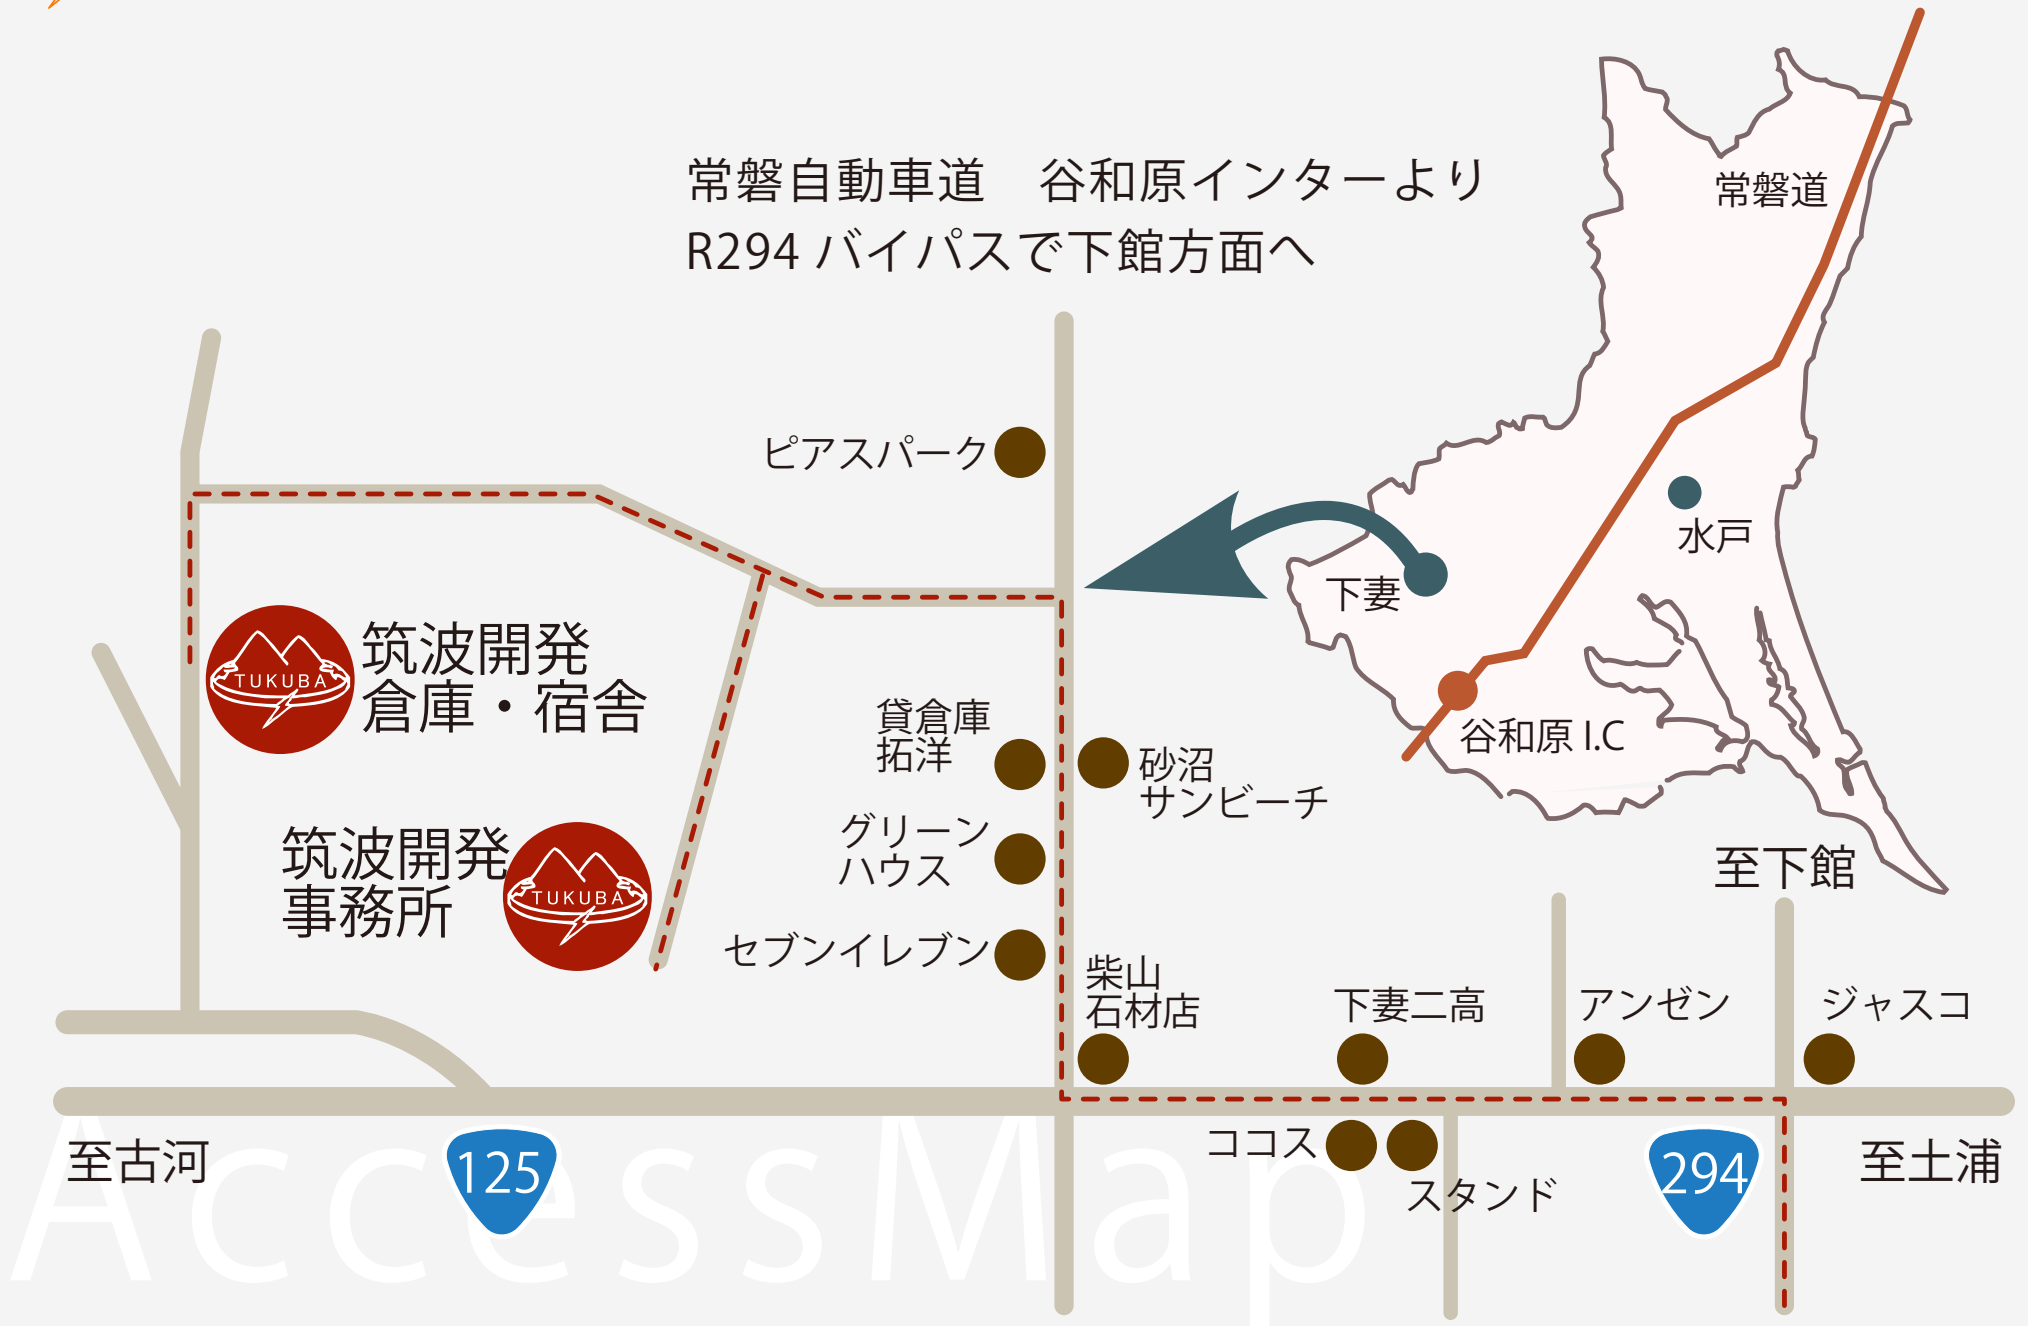 常磐自動車道　谷和原インターより
R294 バイパスで下館方面へ
常磐道
水戸
下妻
谷和原 I.C
ピアスパーク
筑波開発
倉庫・宿舎
TUKUBA
貸倉庫
拓洋
砂沼
サンビーチ
グリーン
ハウス
筑波開発
事務所
TUKUBA
セブンイレブン
柴山
石材店
至下館
下妻二高
アンゼン
ジャスコ
至古河
125
ココス
スタンド
294
至土浦
AccessMap